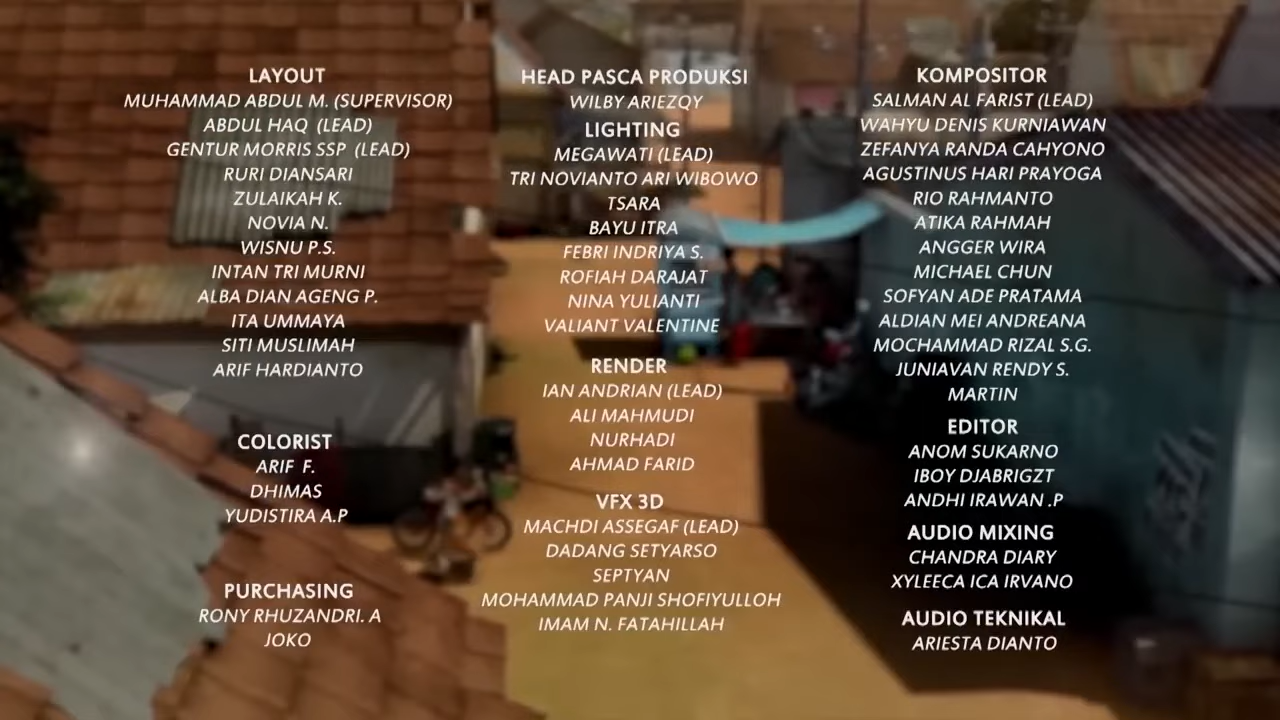 LAYOUT
MUHAMMAD ABDUL M. (SUPERVISOR)
ABDUL HAQ (LEAD)
GENTUR MORRIS SSP (LEAD)
RURI DIANSARI
ZULAIKAH K.
NOVIA N.
WISNU P.S.
INTAN TRI MURNI
ALBA DIAN AGENG P.
ITA UMMAYA
SITI MUSLIMAH
ARIF HARDIANTO
COLORIST
ARIF F.
DHIMAS
YUDISTIRA A.P
PURCHASING
RONY RHUZANDRI. A
JOKO
HEAD PASCA PRODUKSI
WILBY ARIEZQY
LIGHTING
MEGAWATI (LEAD)
TRI NOVIANTO ARI WIBOWO
TSARA
BAYU ITRA
FEBRI INDRIYA S.
ROFIAH DARAJAT
NINA YULIANTI
VALIANT VALENTINE
RENDER
IAN ANDRIAN (LEAD)
ALI MAHMUDI
NURHADI
AHMAD FARID
VFX 3D
MACHDI ASSEGAF (LEAD)
DADANG SETYARSO
SEPTYAN
MOHAMMAD PANJI SHOFIYULLOH
IMAM N. FATAHILLAH
KOMPOSITOR
SALMAN AL FARIST (LEAD)
WAHYU DENIS KURNIAWAN
ZEFANYA RANDA CAHYONO
AGUSTINUS HARI PRAYOGA
RIO RAHMANTO
ATIKA RAHMAH
ANGGER WIRA
MICHAEL CHUN
SOFYAN ADE PRATAMA
ALDIAN MEI ANDREANA
MOCHAMMAD RIZAL S.G.
JUNIAVAN RENDY S.
MARTIN
EDITOR
ANOM SUKARNO
IBOY DJABRIGZT
ANDHI IRAWAN .P
AUDIO MIXING
CHANDRA DIARY
XYLEECA ICA IRVANO
AUDIO TEKNIKAL
ARIESTA DIANTO